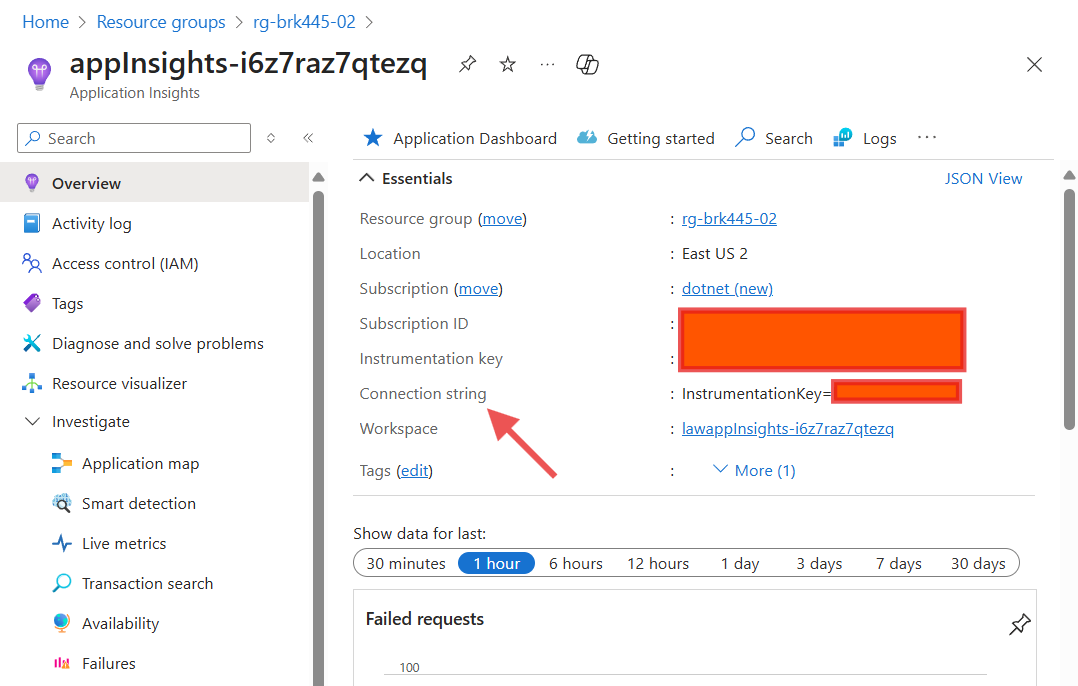 Home > Resource groups > rg-brk445-02 >
appInsights-i6z7raz7qtezq
Application Insights
Search
Overview
Activity log
Access control (IAM)
Tags
Diagnose and solve problems
Resource visualizer
Investigate
Application map
Smart detection
Live metrics
Transaction search
Availability
Failures
Application Dashboard Getting started Search Logs ...
Essentials JSON View
Resource group (move) : rg-brk445-02
Location : East US 2
Subscription (move) : dotnet (new)
Subscription ID :
Instrumentation key :
Connection string : InstrumentationKey=
Workspace : lawappInsights-i6z7raz7qtezq
Tags (edit) : More (1)
Show data for last:
30 minutes 1 hour 6 hours 12 hours 1 day 3 days 7 days 30 days
Failed requests
100